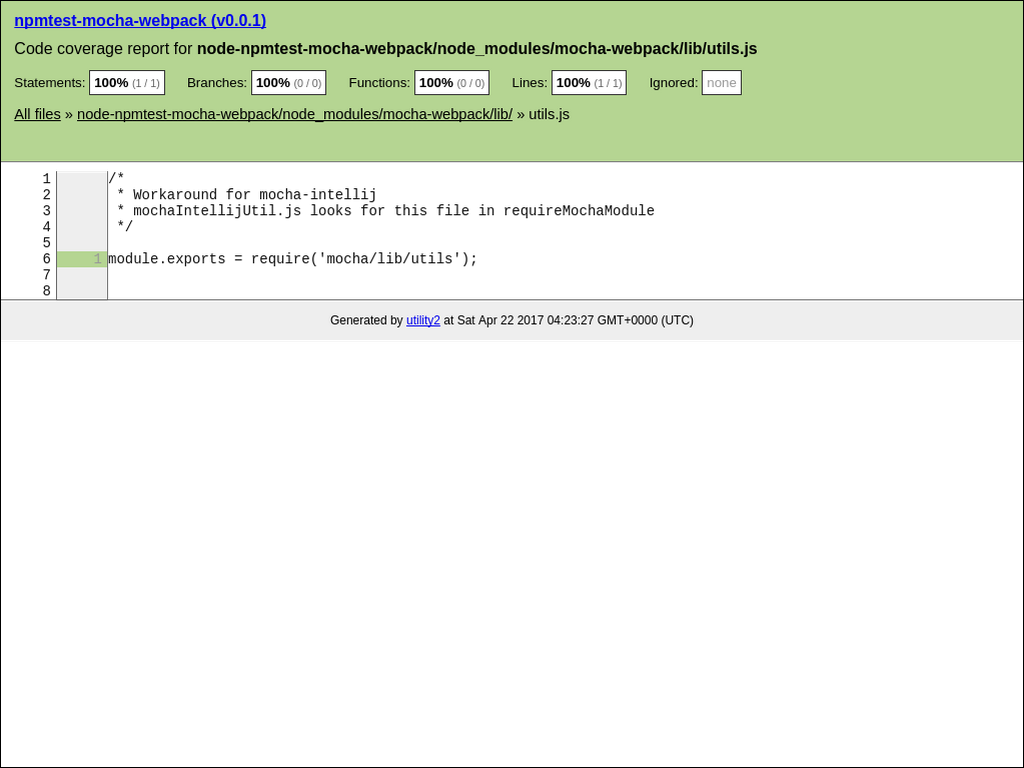 npmtest-mocha-webpack (v0.0.1)
Code coverage report for node-npmtest-mocha-webpack/node_modules/mocha-webpack/lib/utils.js
Statements: 100% (1 / 1) Branches: 100% (0 / 0) Functions: 100% (0 / 0) Lines: 100% (1 / 1) Ignored: none
All files » node-npmtest-mocha-webpack/node_modules/mocha-webpack/lib/ » utils.js
1 /*
2  * Workaround for mocha-intellij
3  * mochaIntellijUtil.js looks for this file in requireMochaModule
4  */
5
6 1 module.exports = require('mocha/lib/utils');
7
8
Generated by utility2 at Sat Apr 22 2017 04:23:27 GMT+0000 (UTC)